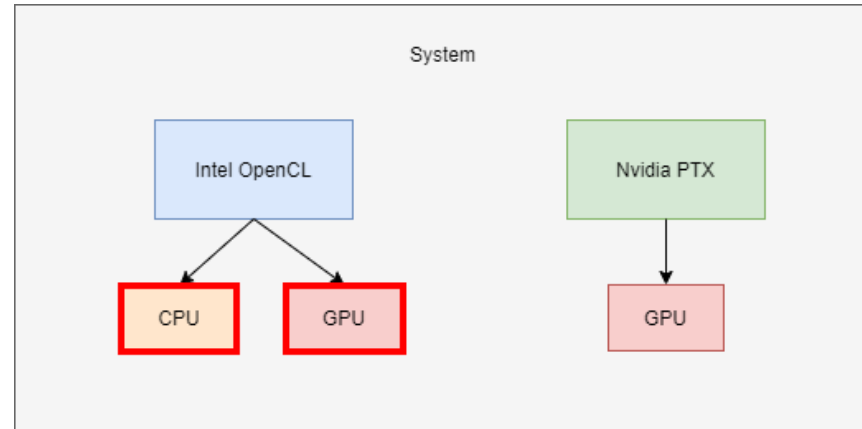 System
Intel OpenCL
Nvidia PTX
CPU
GPU
GPU